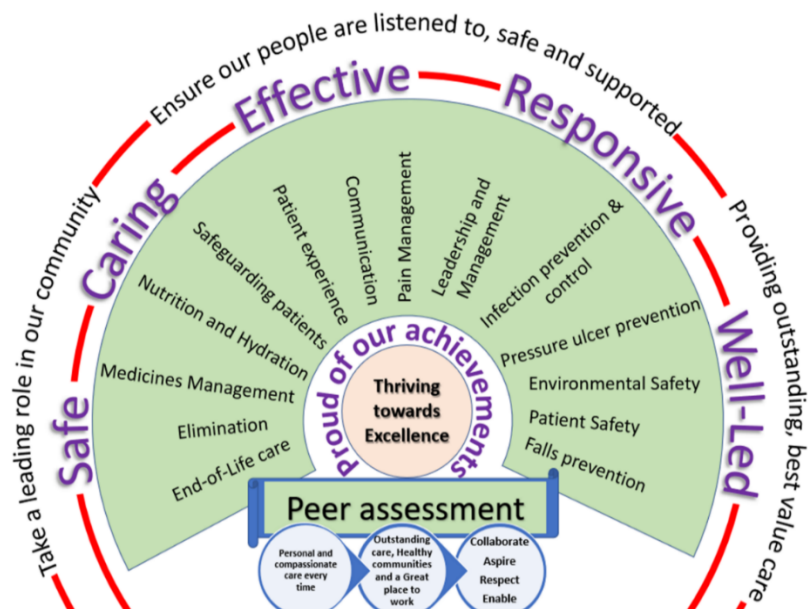 Ensure our people are listened to, safe and supported
Take a leading role in our community
Providing outstanding, best value care
Safe
Caring
Effective
Responsive
Well-Led
End-of-Life care
Elimination
Medicines Management
Nutrition and Hydration
Safeguarding patients
Patient experience
Communication
Pain Management
Leadership and
Management
Infection prevention &
control
Pressure ulcer prevention
Environmental Safety
Patient Safety
Falls prevention
proud of our achievements
Thriving
towards
Excellence
Peer assessment
Personal and
compassionate
care every
time
Outstanding
care, Healthy
communities
and a Great
place to
work
Collaborate
Aspire
Respect
Enable